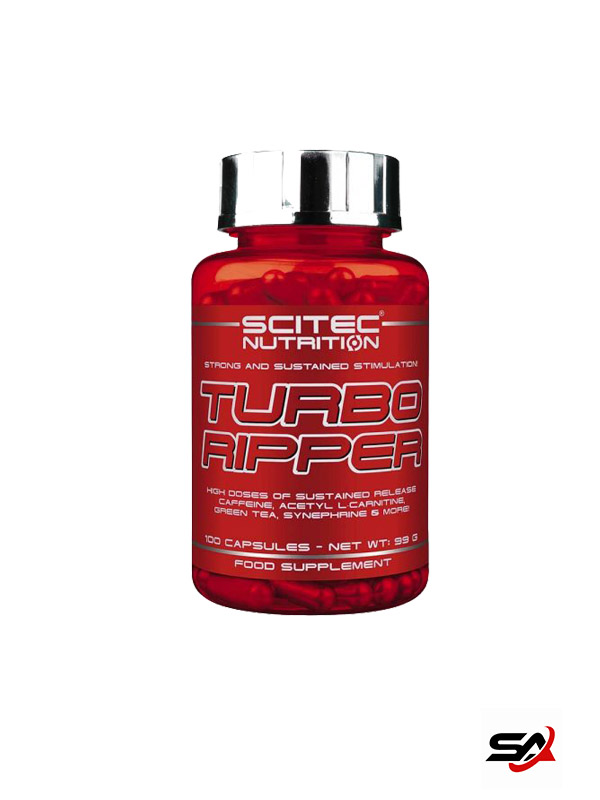 SCITEC®
NUTRITION
STRONG AND SUSTAINED STIMULATION!
TURBO
RIPPER
HIGH DOSES OF SUSTAINED RELEASE
CAFFEINE, ACETYL L-CARNITINE,
GREEN TEA, SYNEPHRINE & MORE!
100 CAPSULES - NET WT: 99 G
FOOD SUPPLEMENT
SA